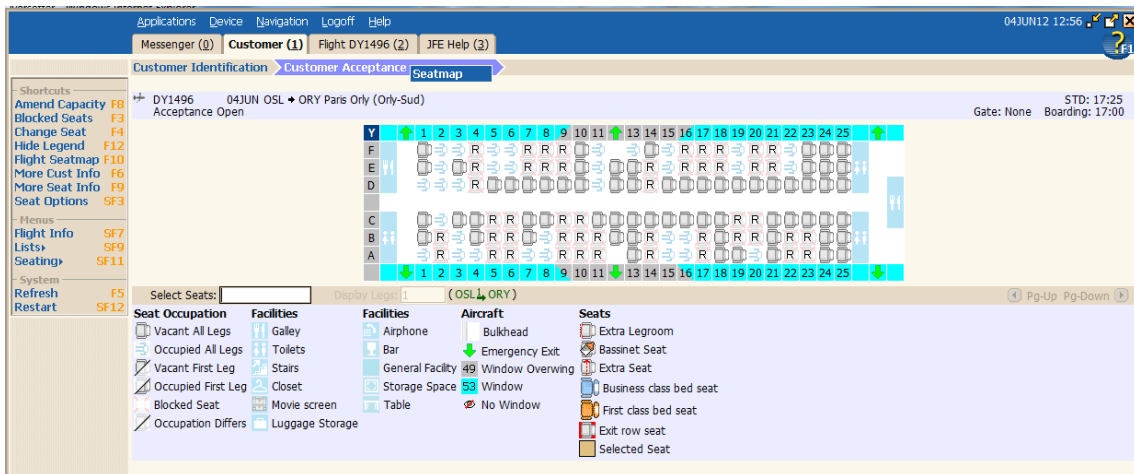 Applications Device Navigation Logoff Help
04JUN12 12:56
Messenger (0) Customer (1) Flight DY1496 (2) JFE Help (3)
F1
Customer Identification Customer Acceptance Seatmap
Shortcuts
Amend Capacity F8
Blocked Seats F3
Change Seat F4
Hide Legend F12
Flight Seatmap F10
More Cust Info F6
More Seat Info F9
Seat Options SF3
Menus
Flight Info SF7
Lists SF9
Seating SF11
System
Refresh F5
Restart SF12
DY1496 04JUN OSL ORY Paris Orly (Orly-Sud) STD: 17:25
Acceptance Open Gate: None Boarding: 17:00
Y 1 2 3 4 5 6 7 8 9 10 11 13 14 15 16 17 18 19 20 21 22 23 24 25
F R R R R R R R R R
E
D R R
C R R R R R R
B
A
1 2 3 4 5 6 7 8 9 10 11 13 14 15 16 17 18 19 20 21 22 23 24 25
Select Seats: Display Legs: 1 (OSL ORY) Pg-Up Pg-Down
Seat Occupation Facilities Facilities Aircraft Seats
Vacant All Legs Galley Airphone Bulkhead Extra Legroom
Occupied All Legs Toilets Bar Emergency Exit Bassinet Seat
Vacant First Leg Stairs General Facility 49 Window Overwing Extra Seat
Occupied First Leg Closet Storage Space 53 Window Business class bed seat
Blocked Seat Movie screen Table No Window First class bed seat
Occupation Differs Luggage Storage Exit row seat
Selected Seat